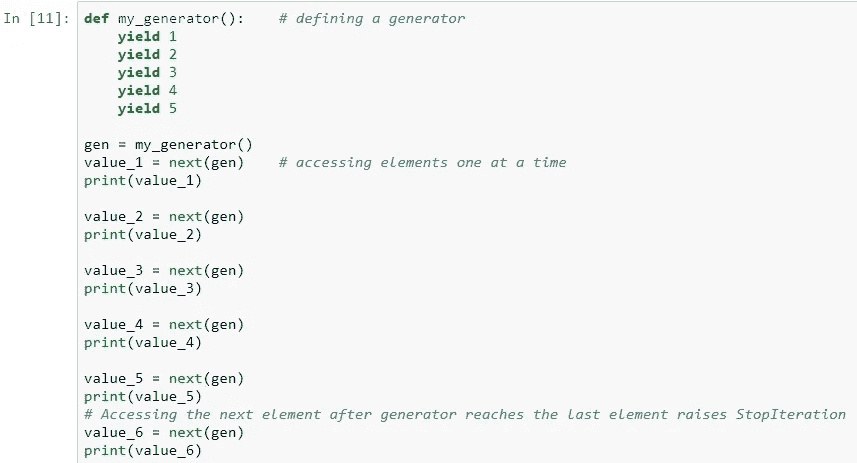 In [11]: def my_generator():    # defining a generator
    yield 1
    yield 2
    yield 3
    yield 4
    yield 5
gen = my_generator()
value_1 = next(gen)    # accessing elements one at a time
print(value_1)
value_2 = next(gen)
print(value_2)
value_3 = next(gen)
print(value_3)
value_4 = next(gen)
print(value_4)
value_5 = next(gen)
print(value_5)
# Accessing the next element after generator reaches the last element raises StopIteration
value_6 = next(gen)
print(value_6)